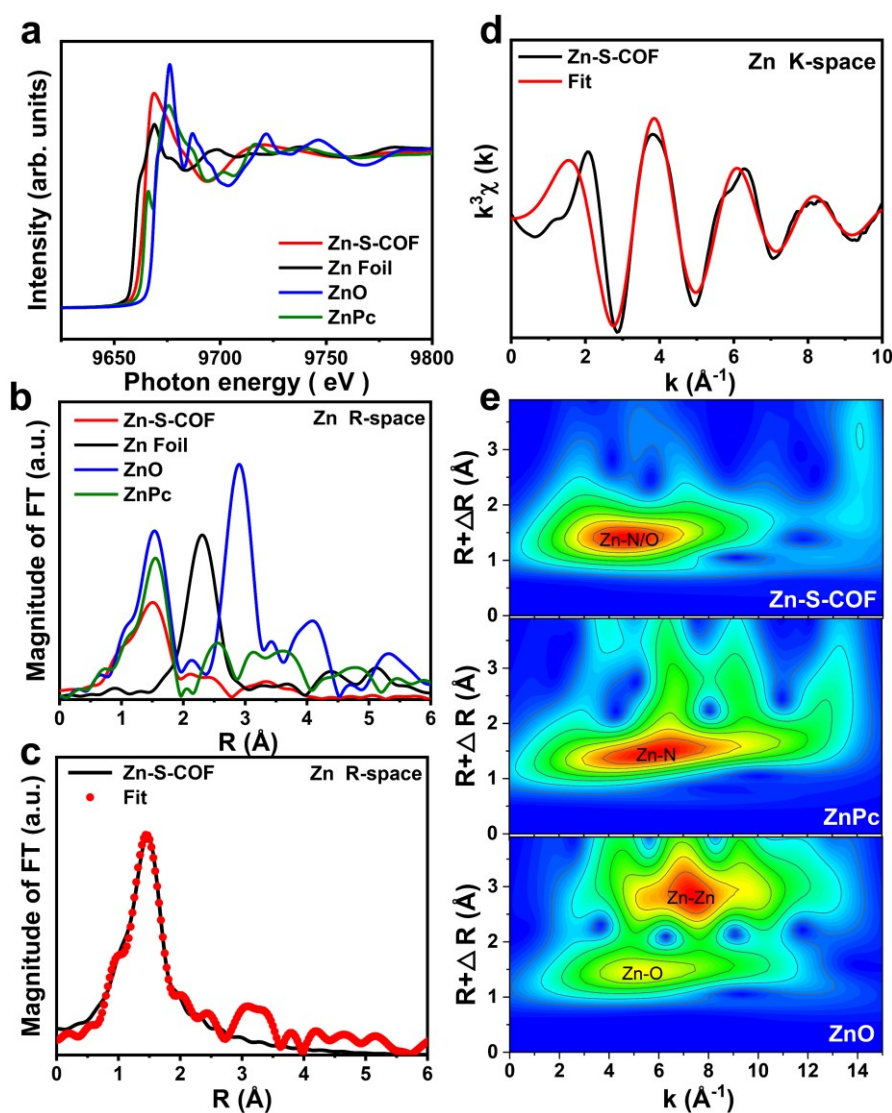 a
Intensity (arb. units)
Zn-S-COF
Zn Foil
ZnO
ZnPc
9650 9700 9750 9800
Photon energy ( eV )
b
Magnitude of FT (a.u.)
Zn-S-COF
Zn Foil
ZnO
ZnPc
Zn R-space
0 1 2 3 4 5 6
R (Å)
c
Magnitude of FT (a.u.)
Zn-S-COF
Fit
Zn R-space
0 1 2 3 4 5 6
R (Å)
d
k³χ (k)
Zn-S-COF
Fit
Zn K-space
0 2 4 6 8 10
k (Å⁻¹)
e
R+ΔR (Å)
3
2
1
0
Zn-N/O
Zn-S-COF
R+△ R (Å)
3
2
1
0
Zn-N
ZnPc
R+△ R (Å)
3
2
1
0
Zn-Zn
Zn-O
ZnO
0 2 4 6 8 10 14
k (Å⁻¹)